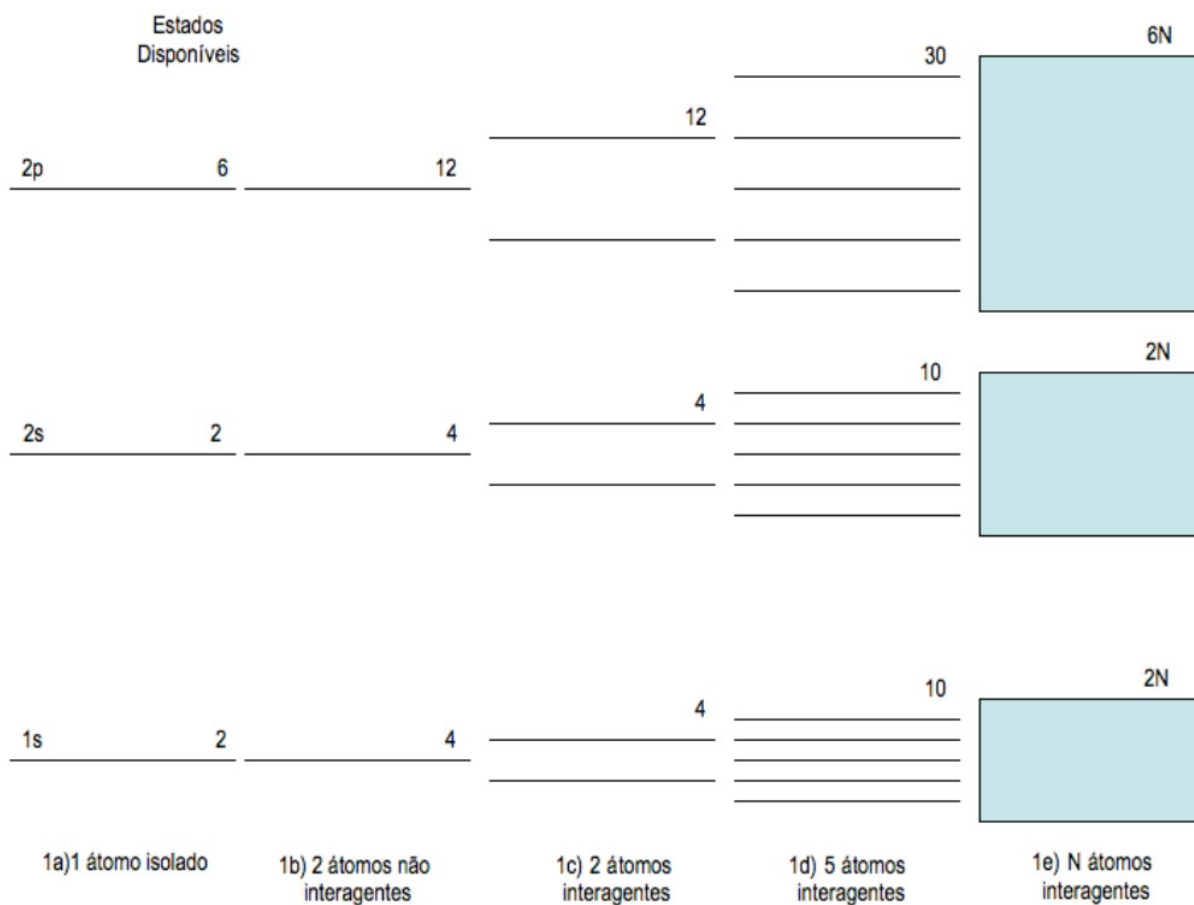 Estados
Disponíveis
6N
30
12
2p 6 12
2N
10
4
2s 2 4
2N
10
4
1s 2 4
1a)1 átomo isolado
1b) 2 átomos não
interagentes
1c) 2 átomos
interagentes
1d) 5 átomos
interagentes
1e) N átomos
interagentes